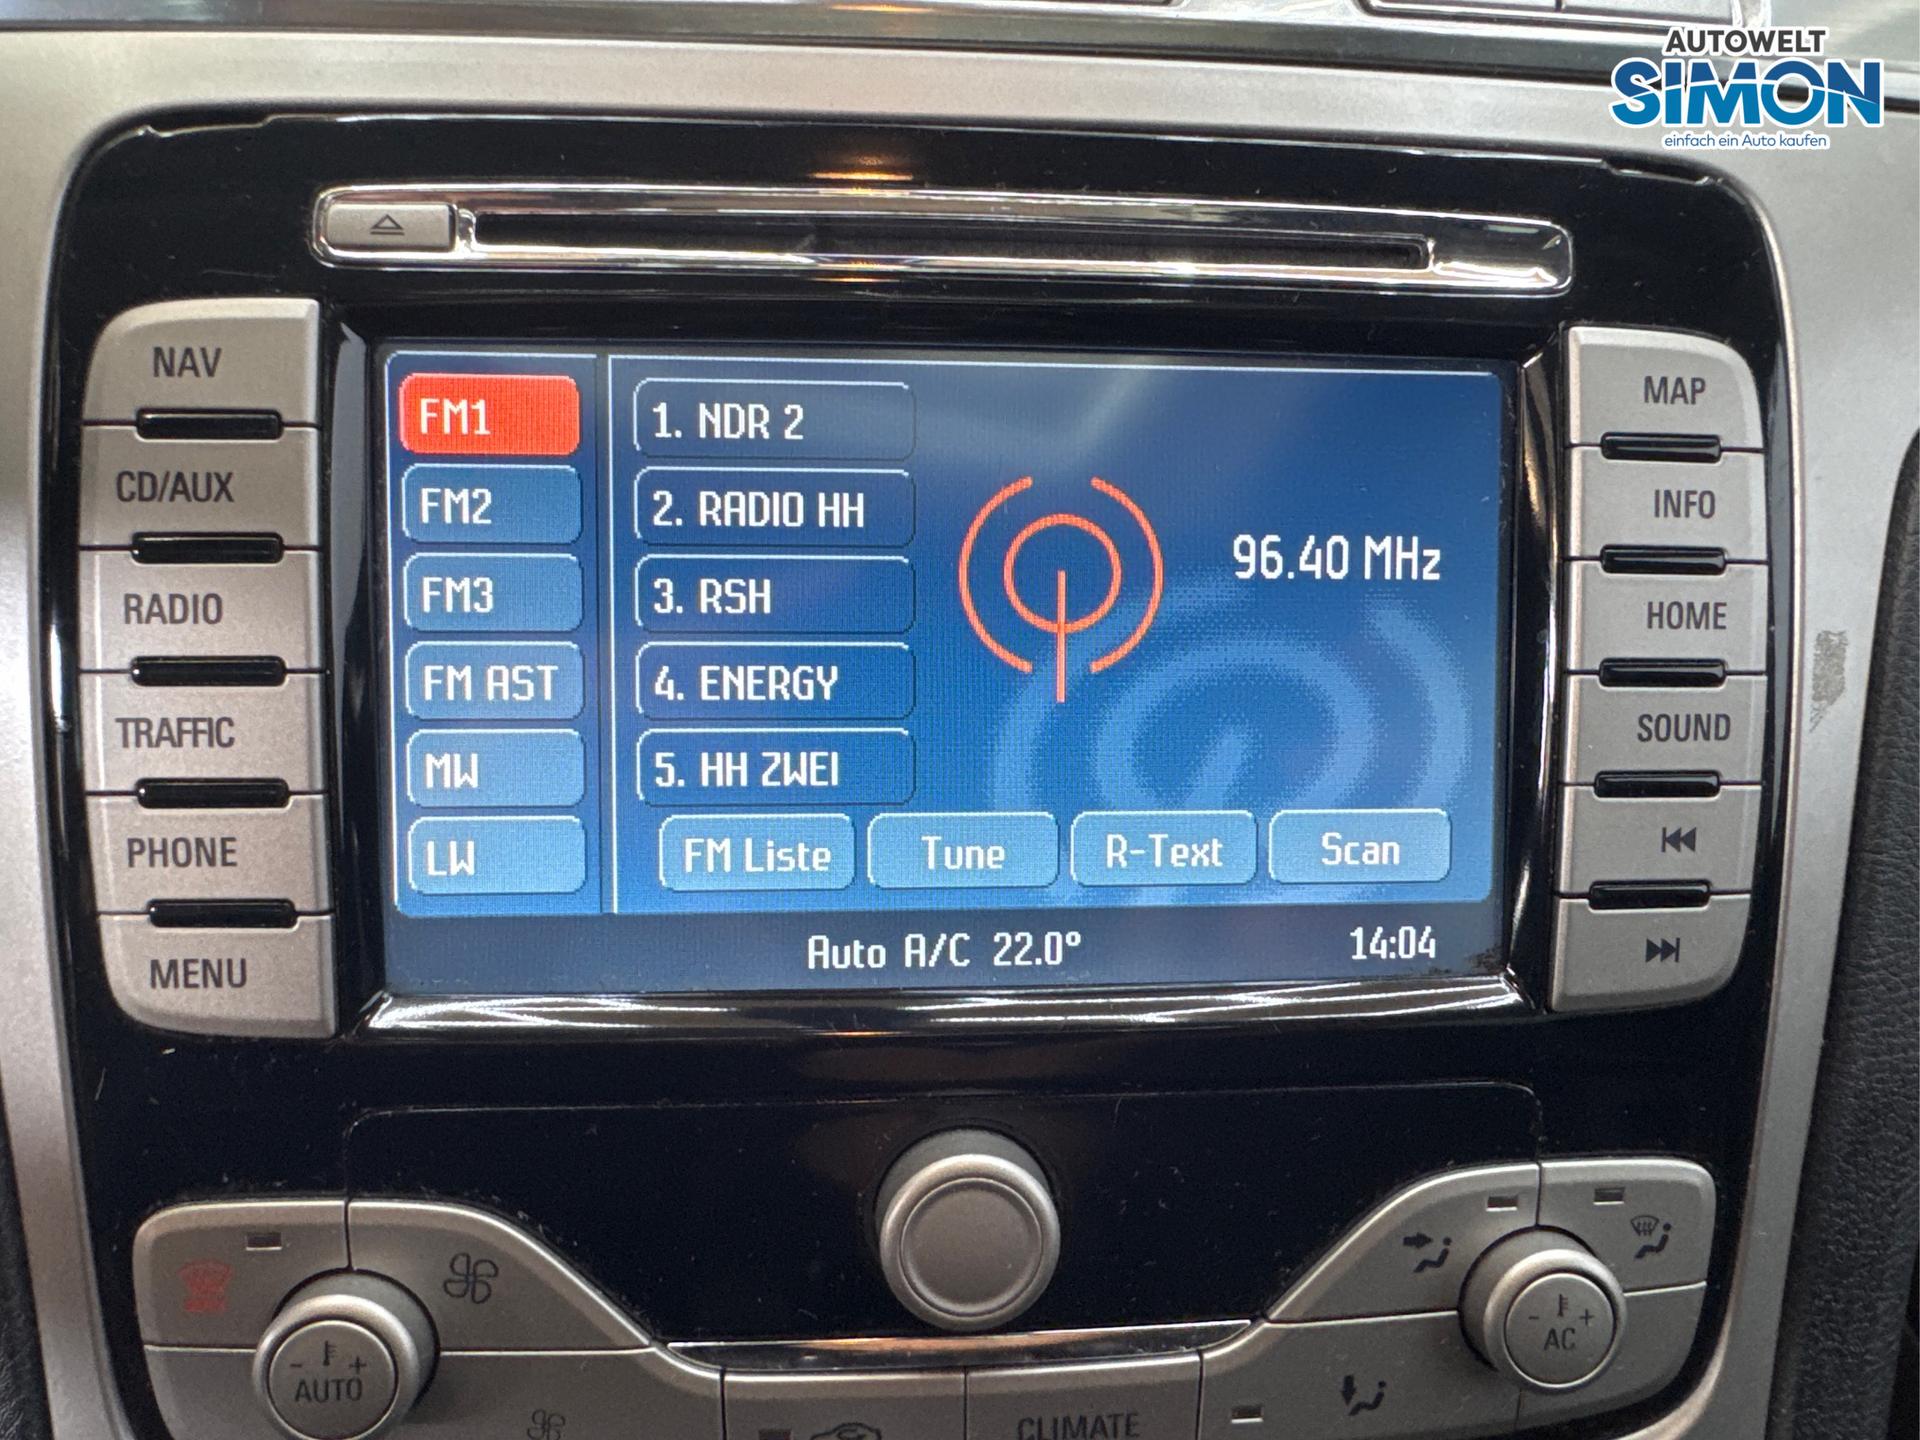 AUTOWELT
SIMON
einfach ein Auto kaufen
NAV
CD/AUX
RADIO
TRAFFIC
PHONE
MENU
FM1
FM2
FM3
FM AST
MW
LW
1. NDR 2
2. RADIO HH
3. RSH
4. ENERGY
5. HH ZWEI
96.40 MHz
FM Liste
Tune
R-Text
Scan
Auto A/C 22.0°
14:04
MAP
INFO
HOME
SOUND
- +
AUTO
- +
AC
CLIMATE